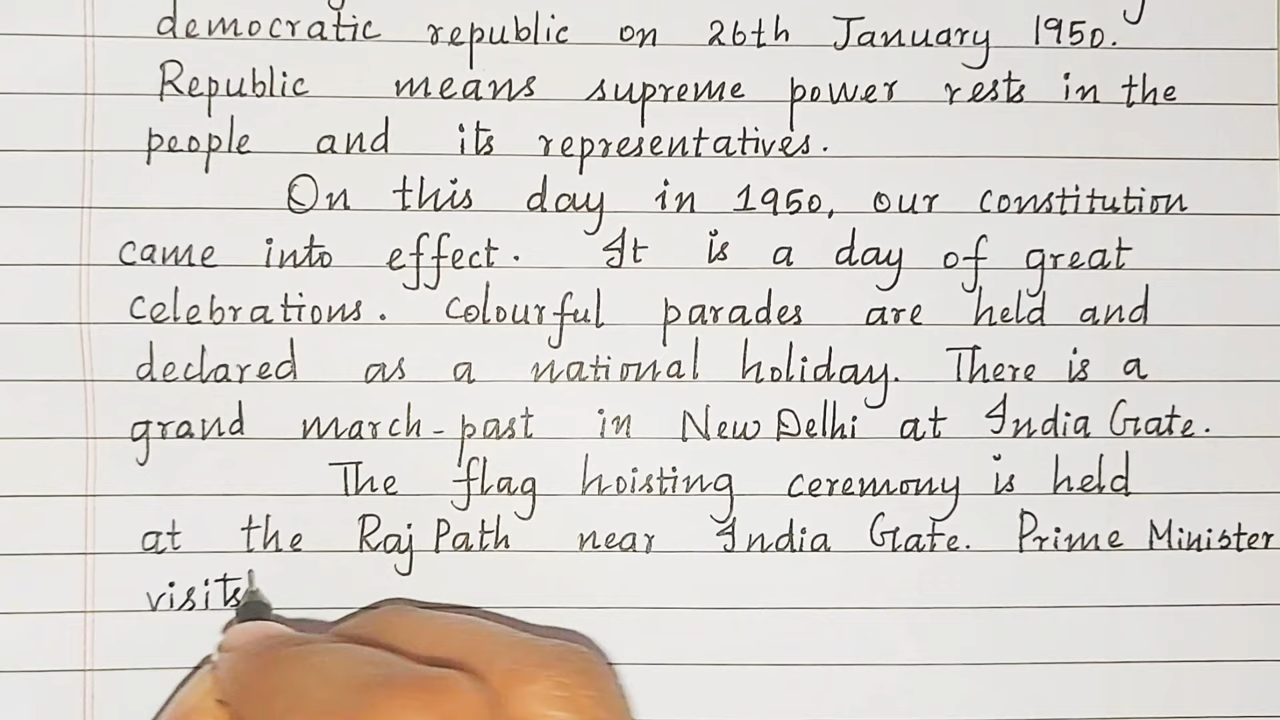 democratic republic on 26th January 1950.
Republic means supreme power rests in the
people and its representatives.
On this day in 1950, our constitution
came into effect. It is a day of great
celebrations. Colourful parades are held and
declared as a national holiday. There is a
grand march-past in New Delhi at India Gate.
The flag hoisting ceremony is held
at the Raj Path near India Gate. Prime Minister
visits